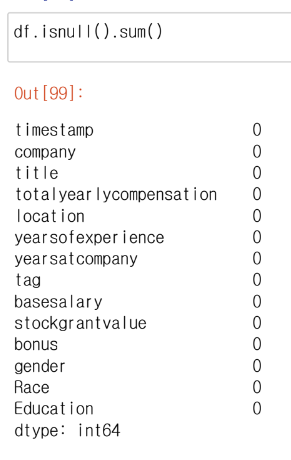 df.isnull().sum()
Out[99]:
timestamp 0
company 0
title 0
totalyearlycompensation 0
location 0
yearsofexperience 0
yearsatcompany 0
tag 0
basesalary 0
stockgrantvalue 0
bonus 0
gender 0
Race 0
Education 0
dtype: int64